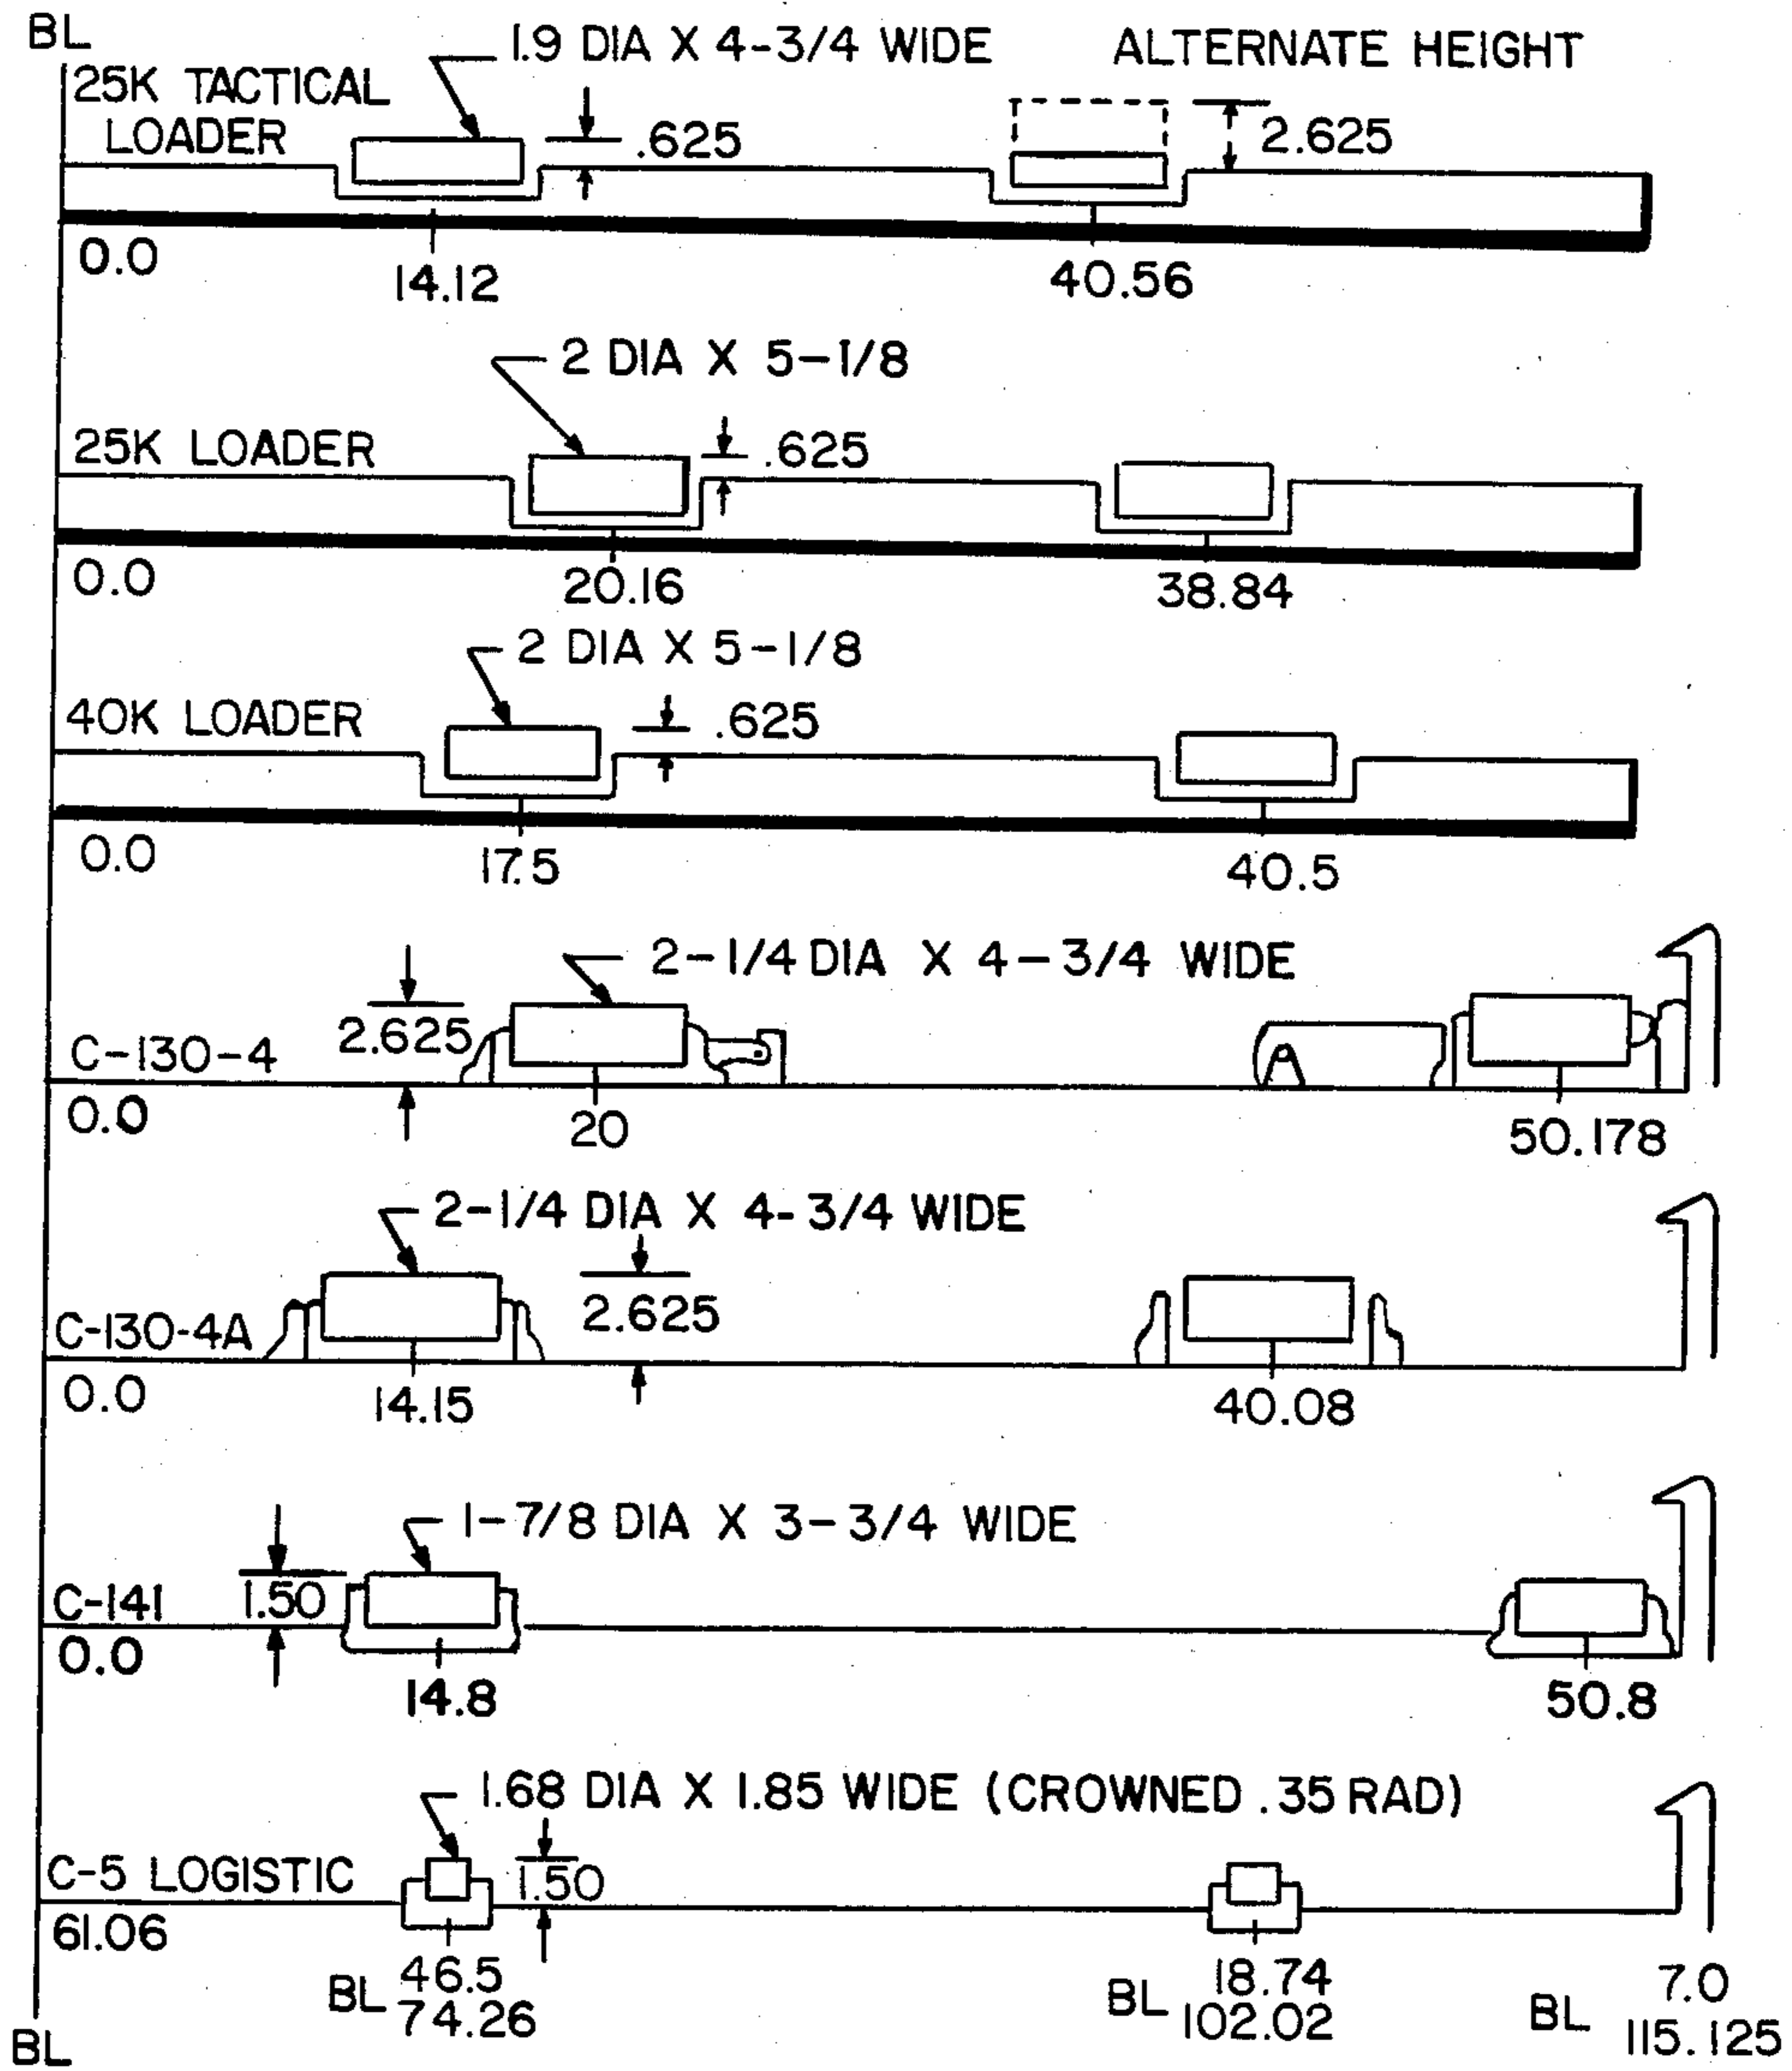 BL
1.9 DIA X 4-3/4 WIDE
ALTERNATE HEIGHT
25K TACTICAL
LOADER
.625
2.625
0.0
14.12
40.56
2 DIA X 5-1/8
25K LOADER
.625
0.0
20.16
38.84
2 DIA X 5-1/8
40K LOADER
.625
0.0
17.5
40.5
2-1/4 DIA X 4-3/4 WIDE
2.625
C-130-4
0.0
20
50.178
2-1/4 DIA X 4-3/4 WIDE
2.625
C-130-4A
0.0
14.15
40.08
1-7/8 DIA X 3-3/4 WIDE
C-141
1.50
0.0
14.8
50.8
1.68 DIA X 1.85 WIDE (CROWNED .35 RAD)
C-5 LOGISTIC
1.50
61.06
BL 46.5
74.26
BL 18.74
102.02
BL 7.0
115.125
BL